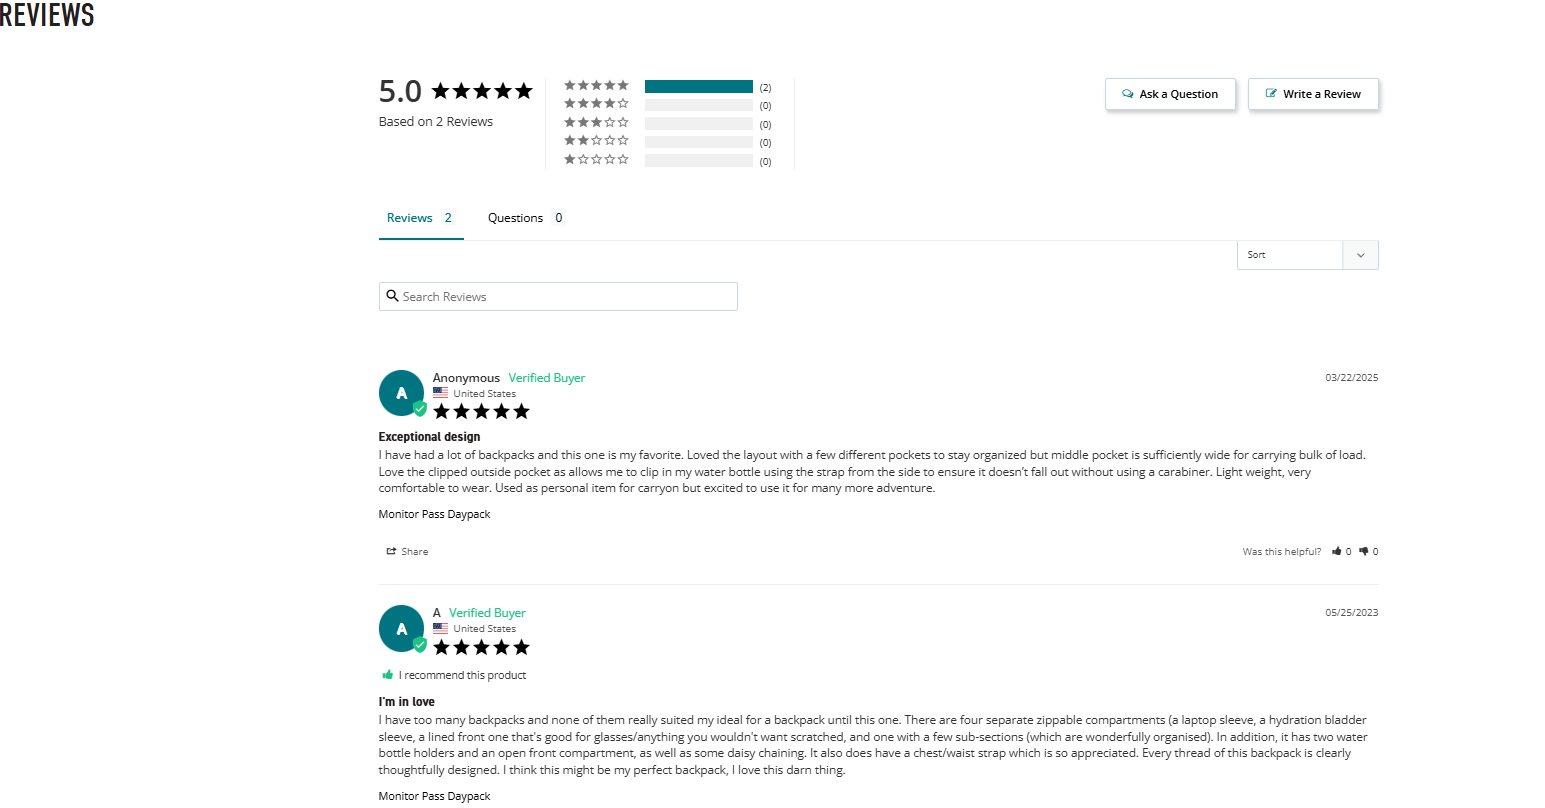 REVIEWS
5.0
Based on 2 Reviews
(2)
(0)
(0)
(0)
(0)
Ask a Question
Write a Review
Reviews 2
Questions 0
Sort
Search Reviews
A
Anonymous Verified Buyer
03/22/2025
United States
Exceptional design
I have had a lot of backpacks and this one is my favorite. Loved the layout with a few different pockets to stay organized but middle pocket is sufficiently wide for carrying bulk of load.
Love the clipped outside pocket as allows me to clip in my water bottle using the strap from the side to ensure it doesn’t fall out without using a carabiner. Light weight, very
comfortable to wear. Used as personal item for carryon but excited to use it for many more adventure.
Monitor Pass Daypack
Share
Was this helpful? 0 0
A
A Verified Buyer
05/25/2023
United States
I recommend this product
I'm in love
I have too many backpacks and none of them really suited my ideal for a backpack until this one. There are four separate zippable compartments (a laptop sleeve, a hydration bladder
sleeve, a lined front one that's good for glasses/anything you wouldn't want scratched, and one with a few sub-sections (which are wonderfully organised). In addition, it has two water
bottle holders and an open front compartment, as well as some daisy chaining. It also does have a chest/waist strap which is so appreciated. Every thread of this backpack is clearly
thoughtfully designed. I think this might be my perfect backpack, I love this darn thing.
Monitor Pass Daypack